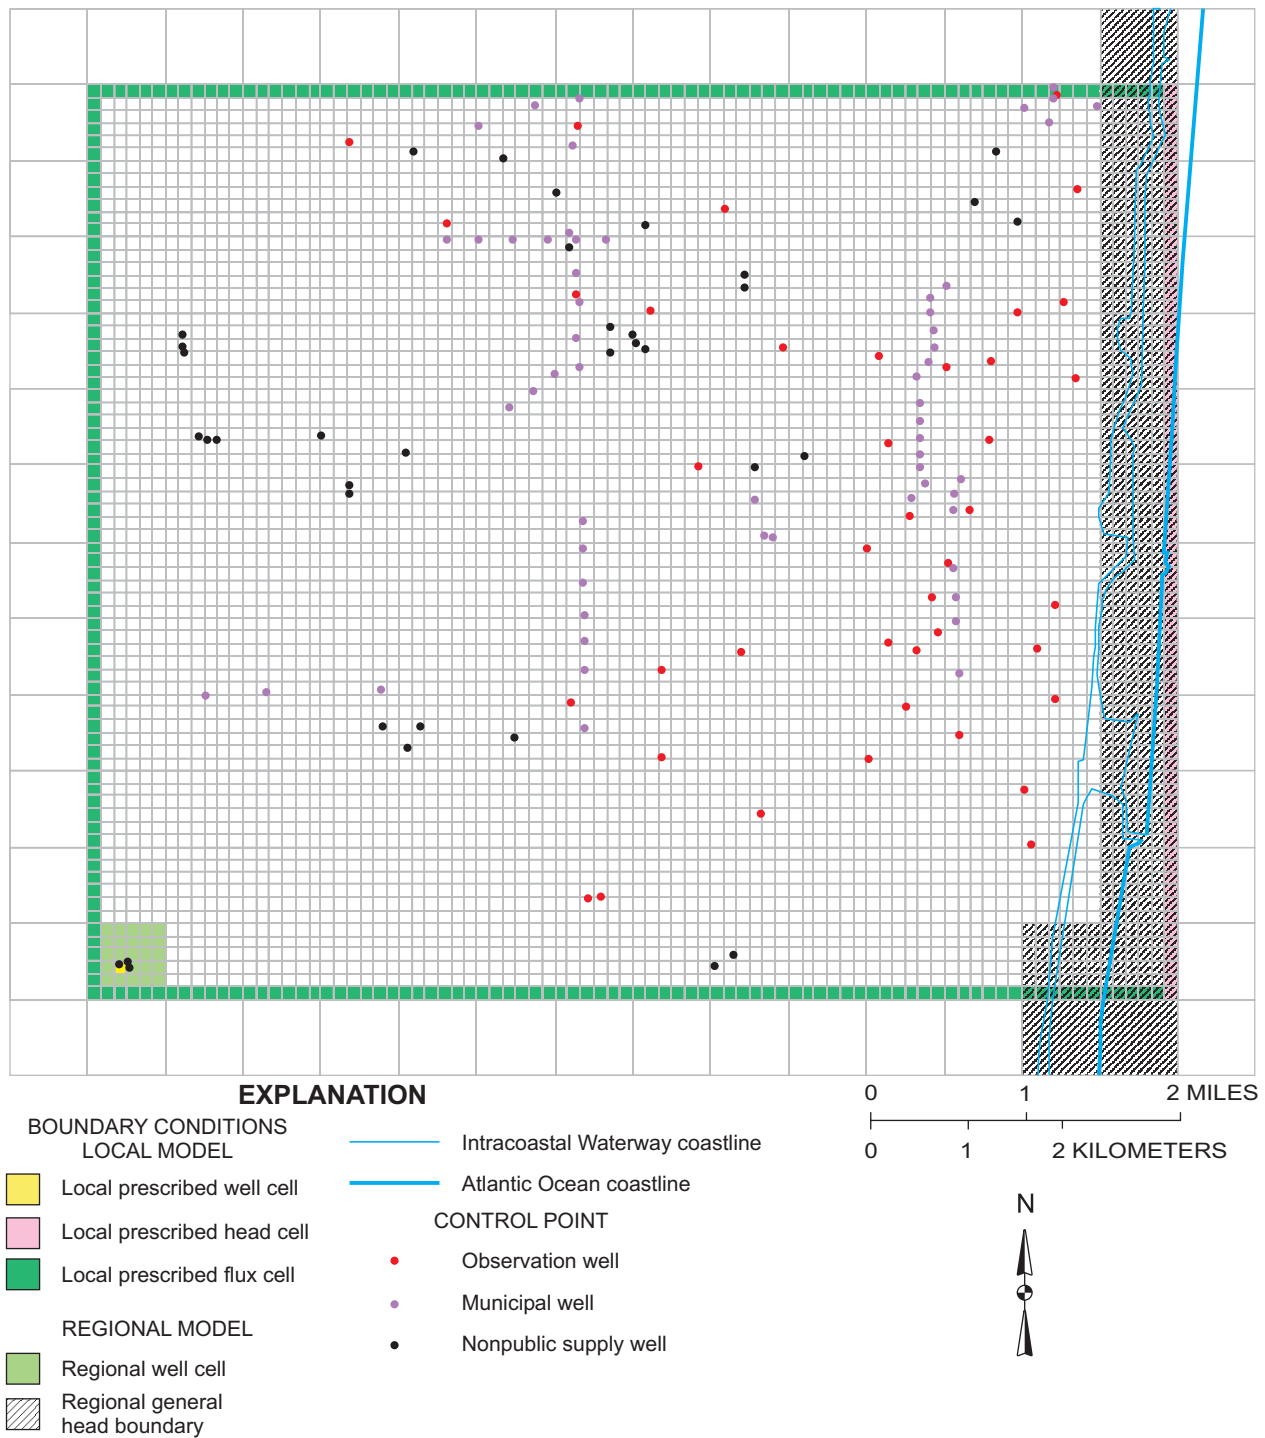 EXPLANATION
BOUNDARY CONDITIONS
LOCAL MODEL
Local prescribed well cell
Local prescribed head cell
Local prescribed flux cell
REGIONAL MODEL
Regional well cell
Regional general
head boundary
Intracoastal Waterway coastline
Atlantic Ocean coastline
CONTROL POINT
Observation well
Municipal well
Nonpublic supply well
0 1 2 MILES
0 1 2 KILOMETERS
N